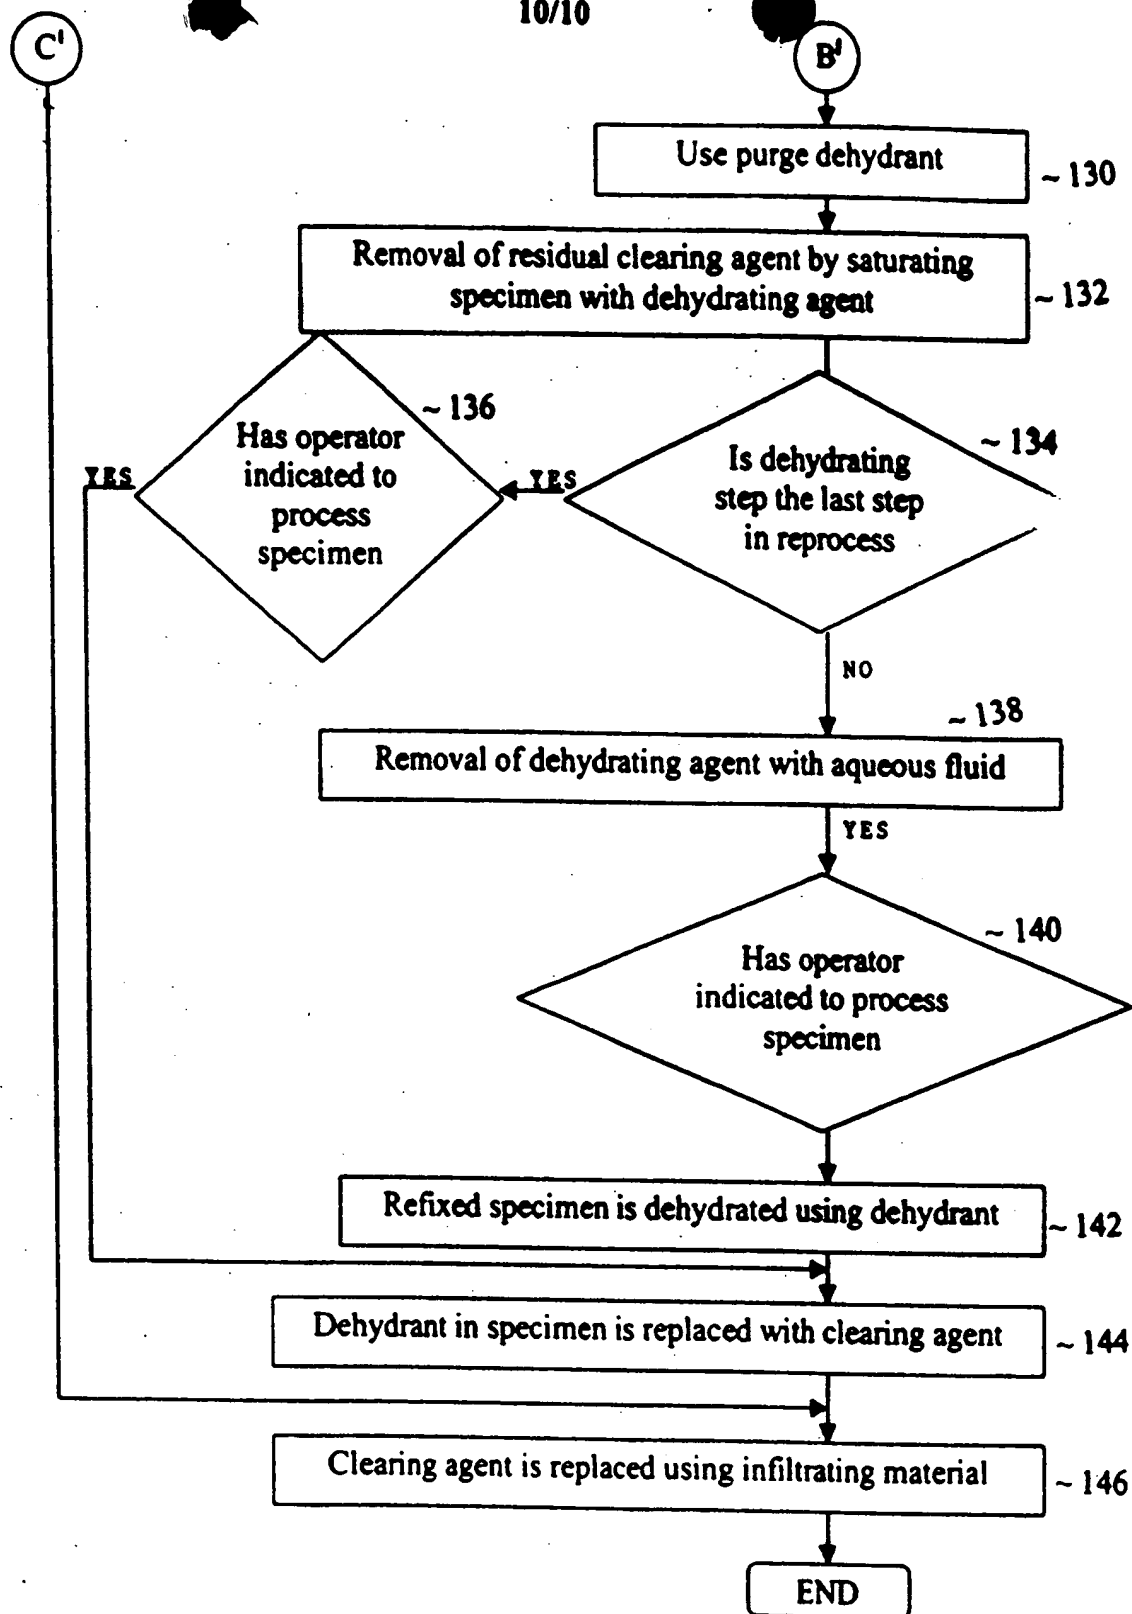 10/10
C'
B'
Use purge dehydrant
~ 130
Removal of residual clearing agent by saturating
specimen with dehydrating agent
~ 132
~ 136
Has operator
indicated to
process
specimen
YES
YES
~ 134
Is dehydrating
step the last step
in reprocess
NO
~ 138
Removal of dehydrating agent with aqueous fluid
YES
~ 140
Has operator
indicated to process
specimen
Refixed specimen is dehydrated using dehydrant
~ 142
Dehydrant in specimen is replaced with clearing agent
~ 144
Clearing agent is replaced using infiltrating material
~ 146
END